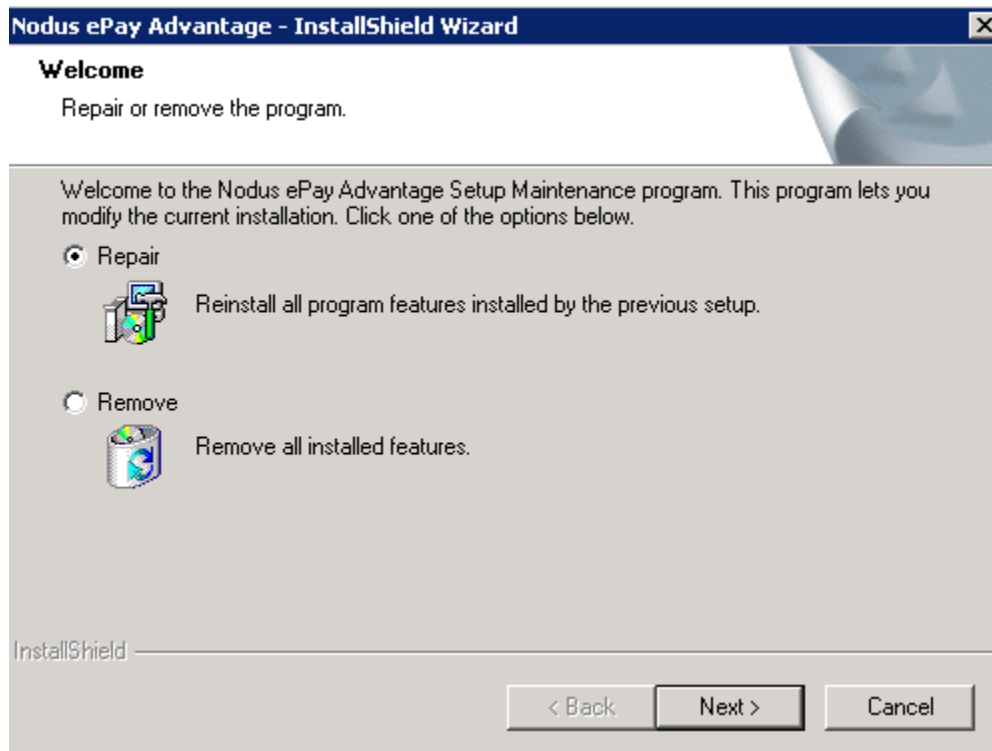 Nodus ePay Advantage - InstallShield Wizard
Welcome
Repair or remove the program.
Welcome to the Nodus ePay Advantage Setup Maintenance program. This program lets you
modify the current installation. Click one of the options below.
Repair
Reinstall all program features installed by the previous setup.
Remove
Remove all installed features.
InstallShield
< Back
Next >
Cancel